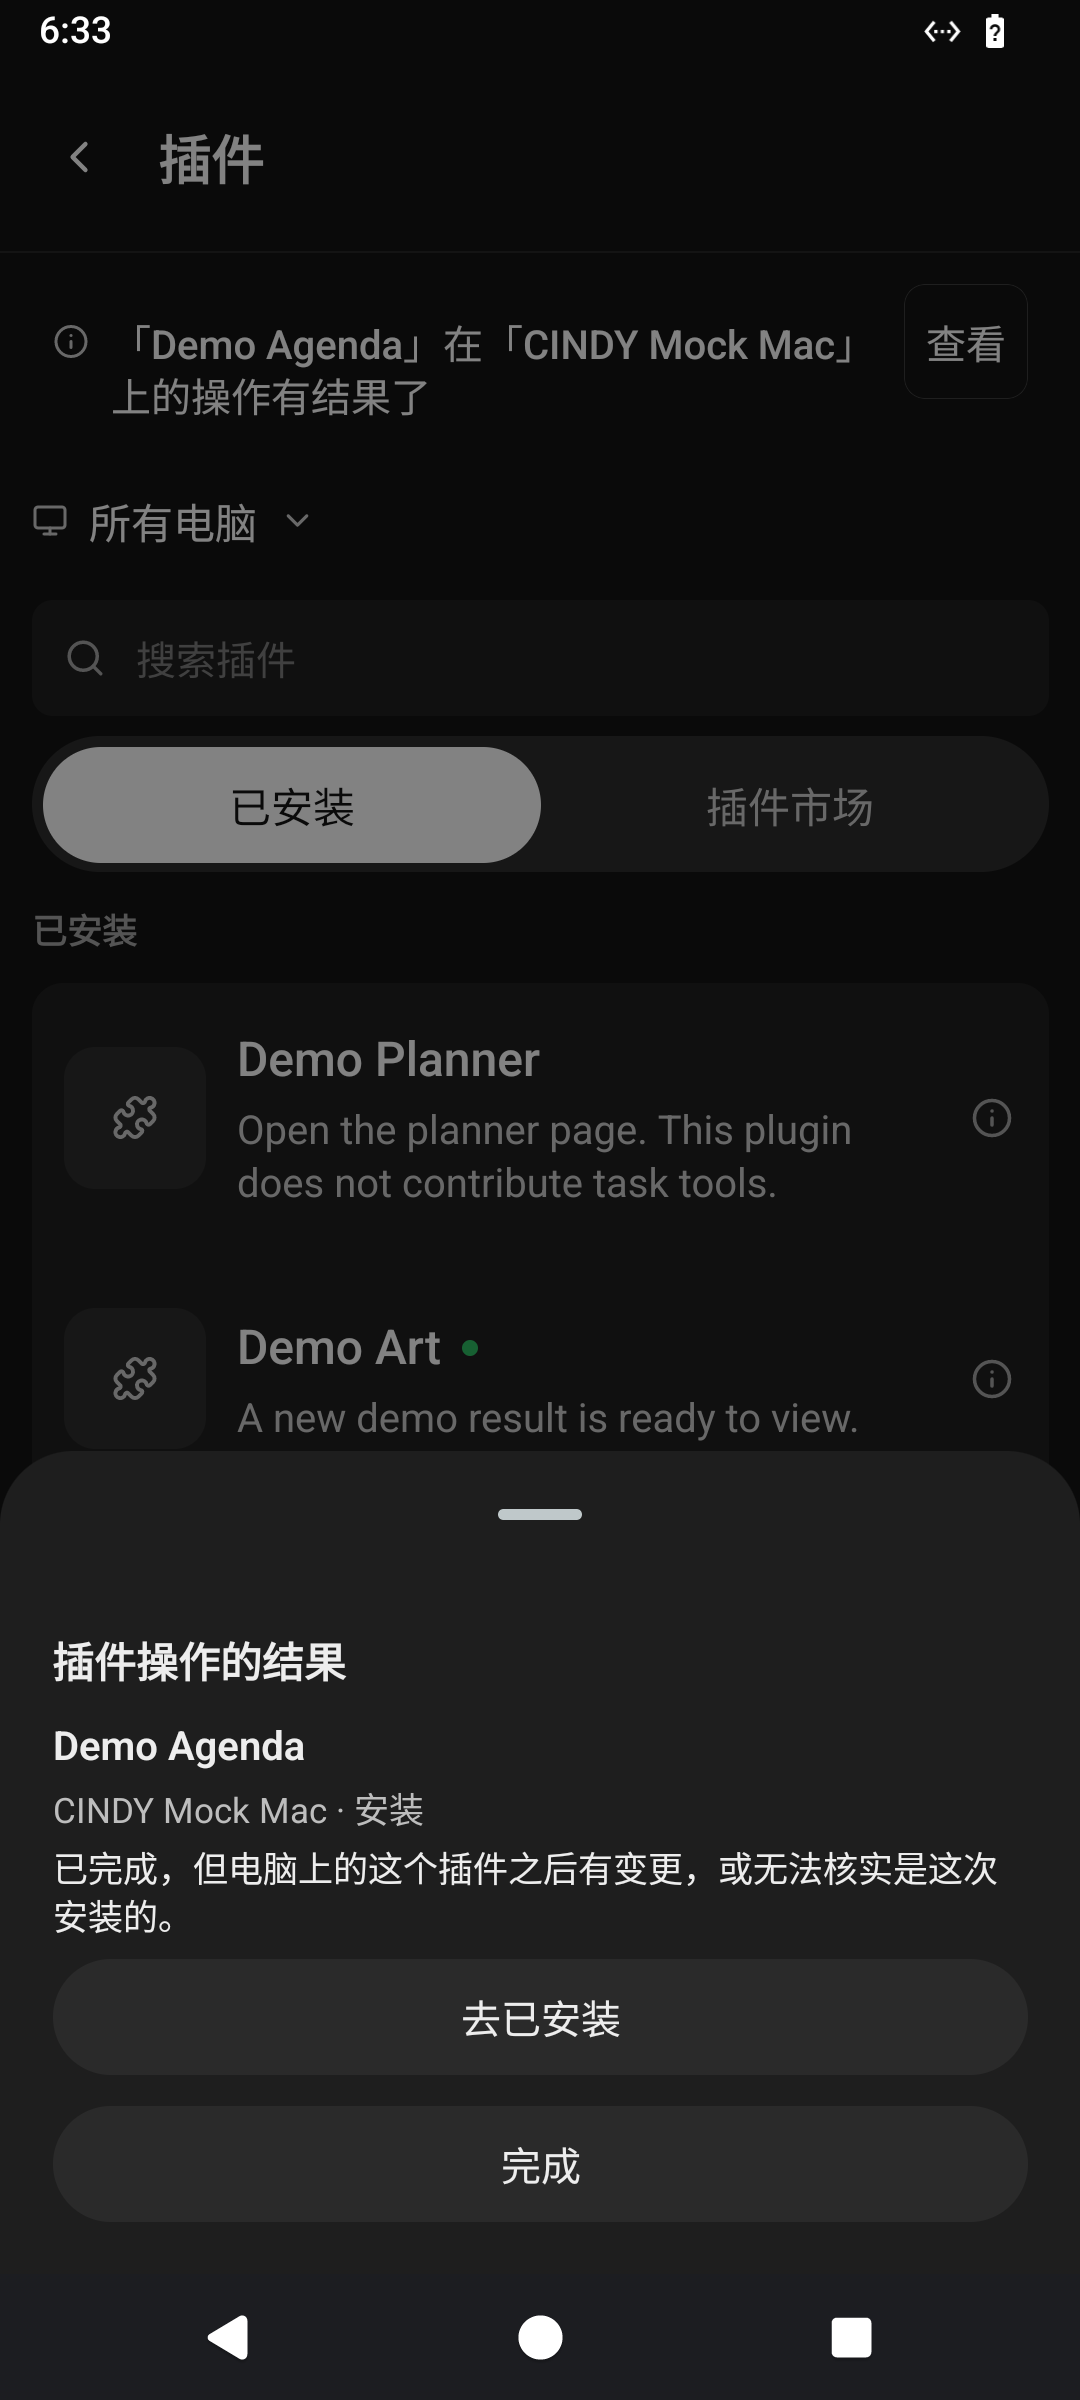 6:33
插件
「Demo Agenda」在「CINDY Mock Mac」
上的操作有结果了
查看
所有电脑
搜索插件
已安装
插件市场
已安装
Demo Planner
Open the planner page. This plugin
does not contribute task tools.
Demo Art
A new demo result is ready to view.
插件操作的结果
Demo Agenda
CINDY Mock Mac · 安装
已完成，但电脑上的这个插件之后有变更，或无法核实是这次
安装的。
去已安装
完成